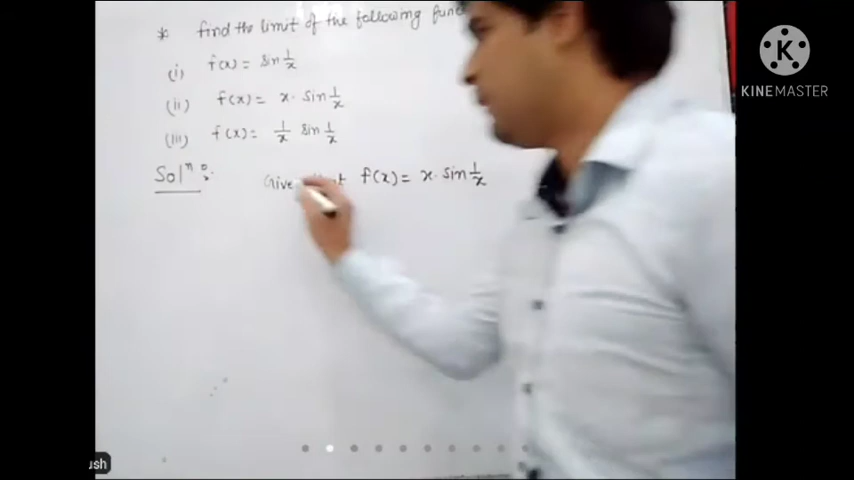 * find the limit of the following
(i) f(x) = sin 1/x
(ii) f(x) = x. sin 1/x
(iii) f(x) = 1/x sin 1/x
Solⁿ: f(x) = x. sin 1/x
K
KINEMASTER
ush